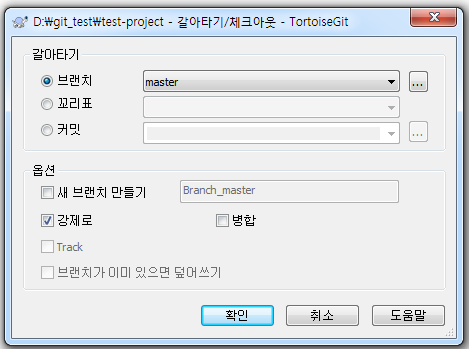 D:\git_test\test-project - 갈아타기/체크아웃 - TortoiseGit
갈아타기
브랜치 master ...
꼬리표
커밋 ...
옵션
새 브랜치 만들기 Branch_master
강제로 병합
Track
브랜치가 이미 있으면 덮어쓰기
확인 취소 도움말